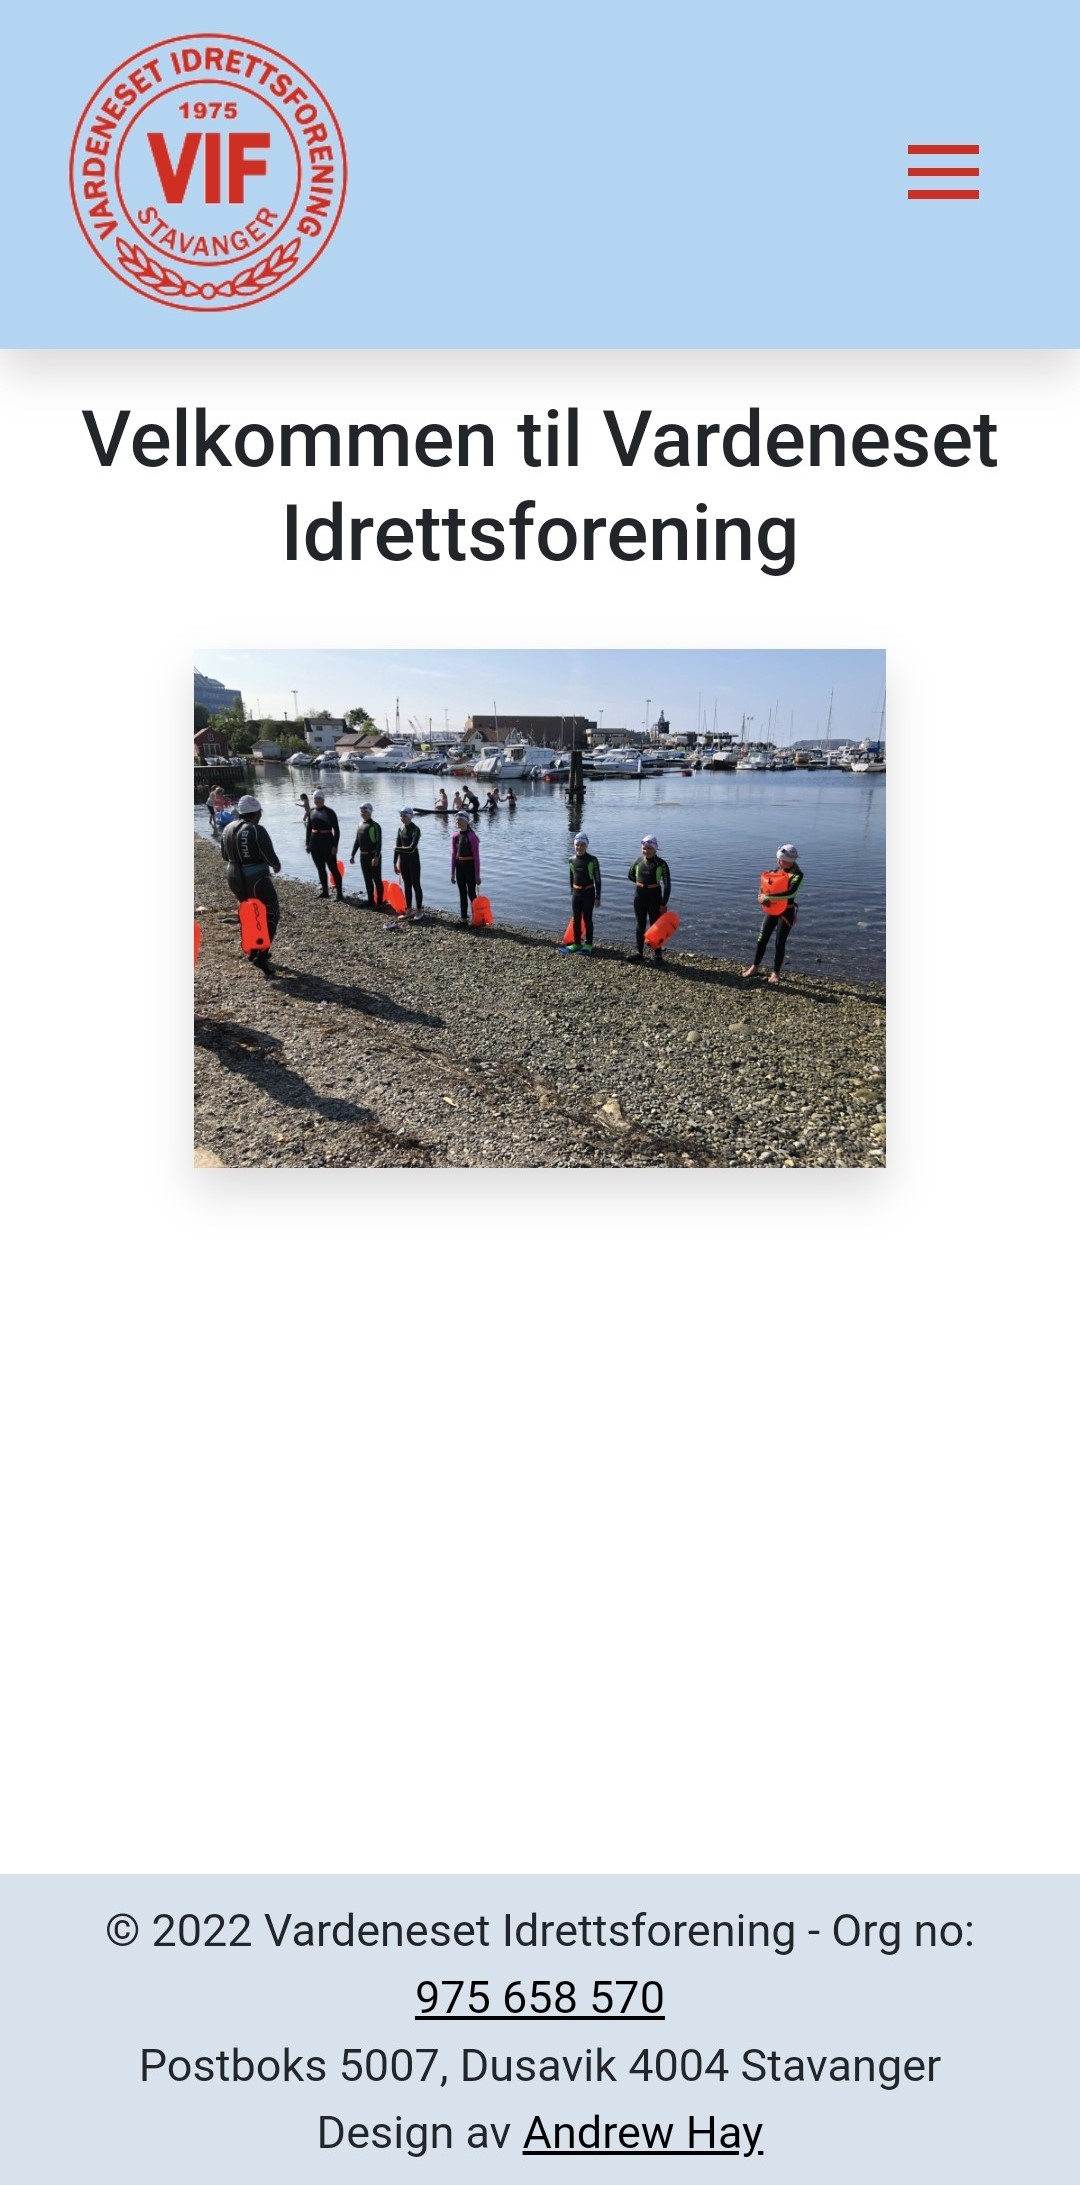 VARDENESET IDRETTSFORENING
1975
VIF
STAVANGER
Velkommen til Vardeneset
Idrettsforening
HUUB
© 2022 Vardeneset Idrettsforening - Org no:
975 658 570
Postboks 5007, Dusavik 4004 Stavanger
Design av Andrew Hay